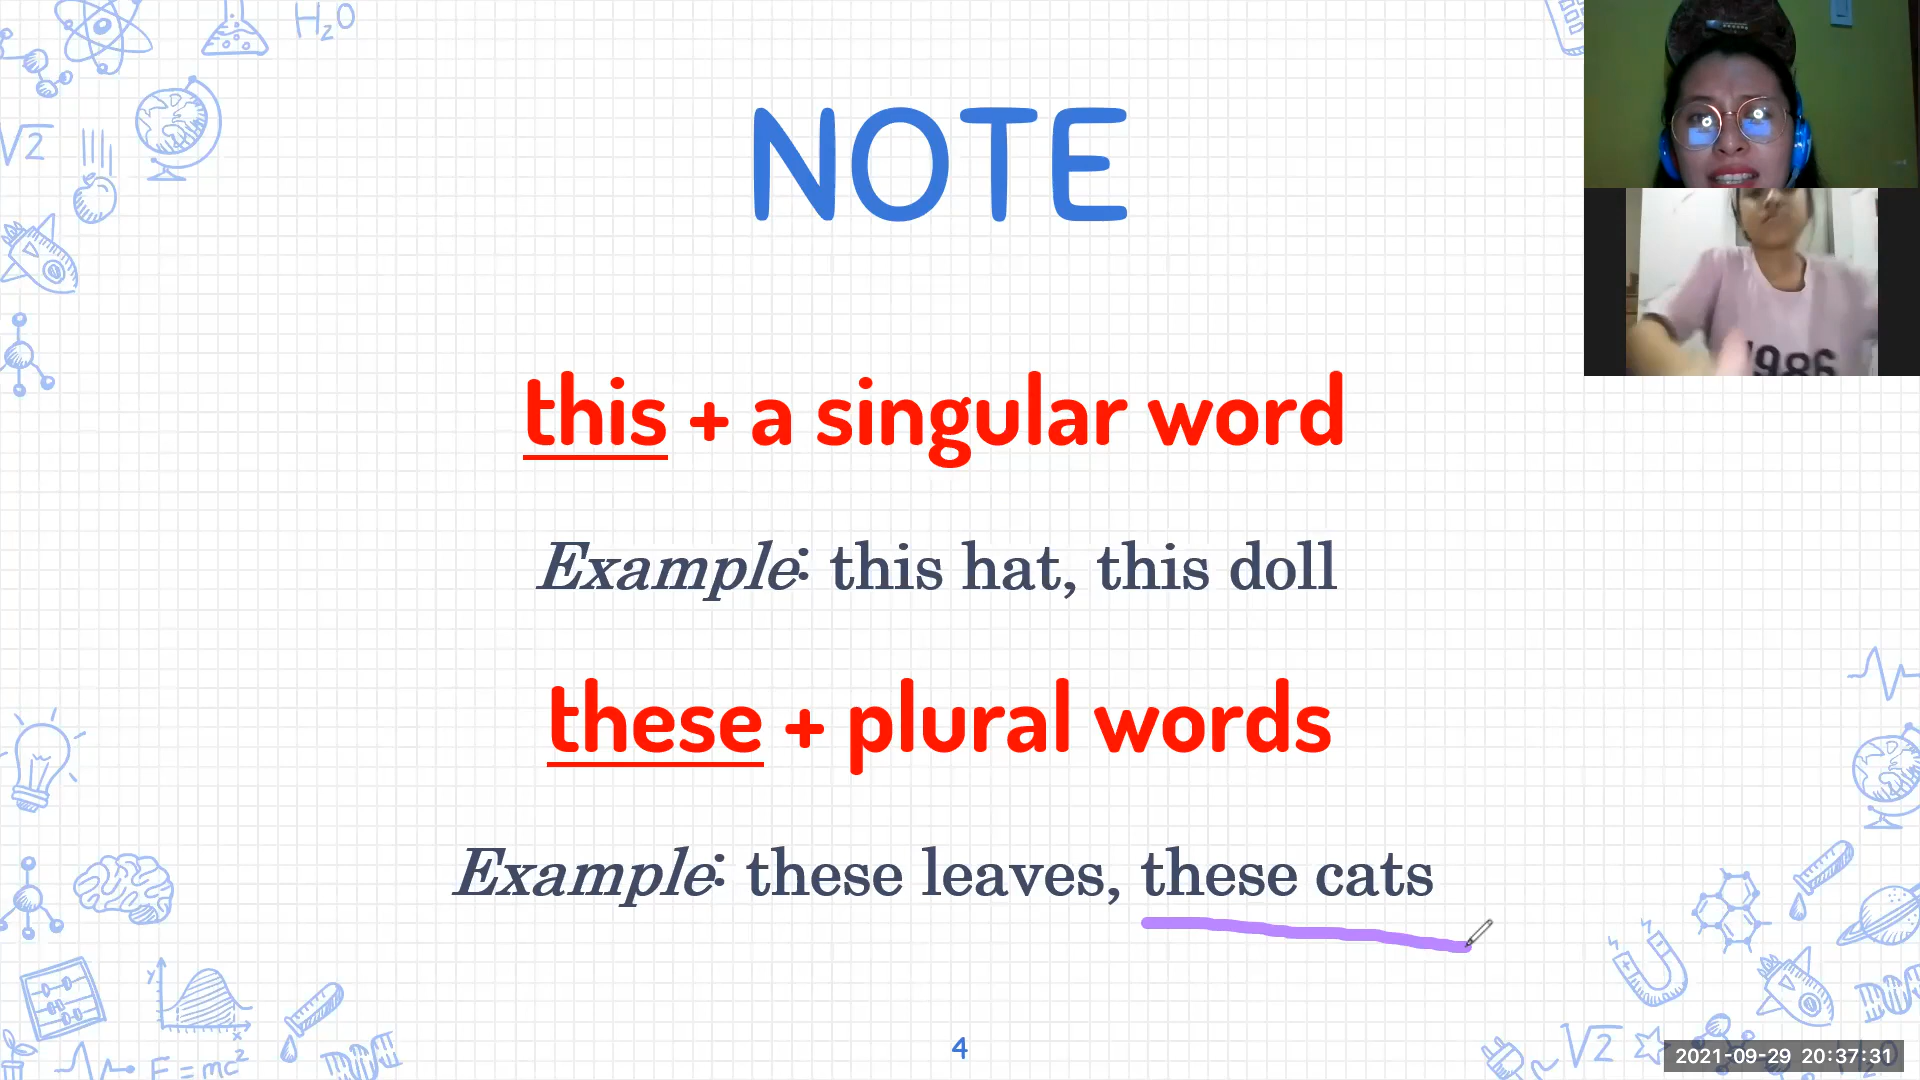 H₂O
√2
NOTE
1986
this + a singular word
Example: this hat, this doll
these + plural words
Example: these leaves, these cats
y
x
F=mc²
4
√2
2021-09-29 20:37:31